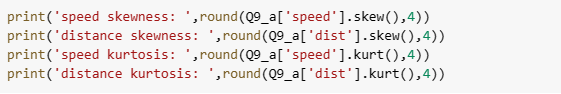 print('speed skewness: ',round(Q9_a['speed'].skew(),4))
print('distance skewness: ',round(Q9_a['dist'].skew(),4))
print('speed kurtosis: ',round(Q9_a['speed'].kurt(),4))
print('distance kurtosis: ',round(Q9_a['dist'].kurt(),4))